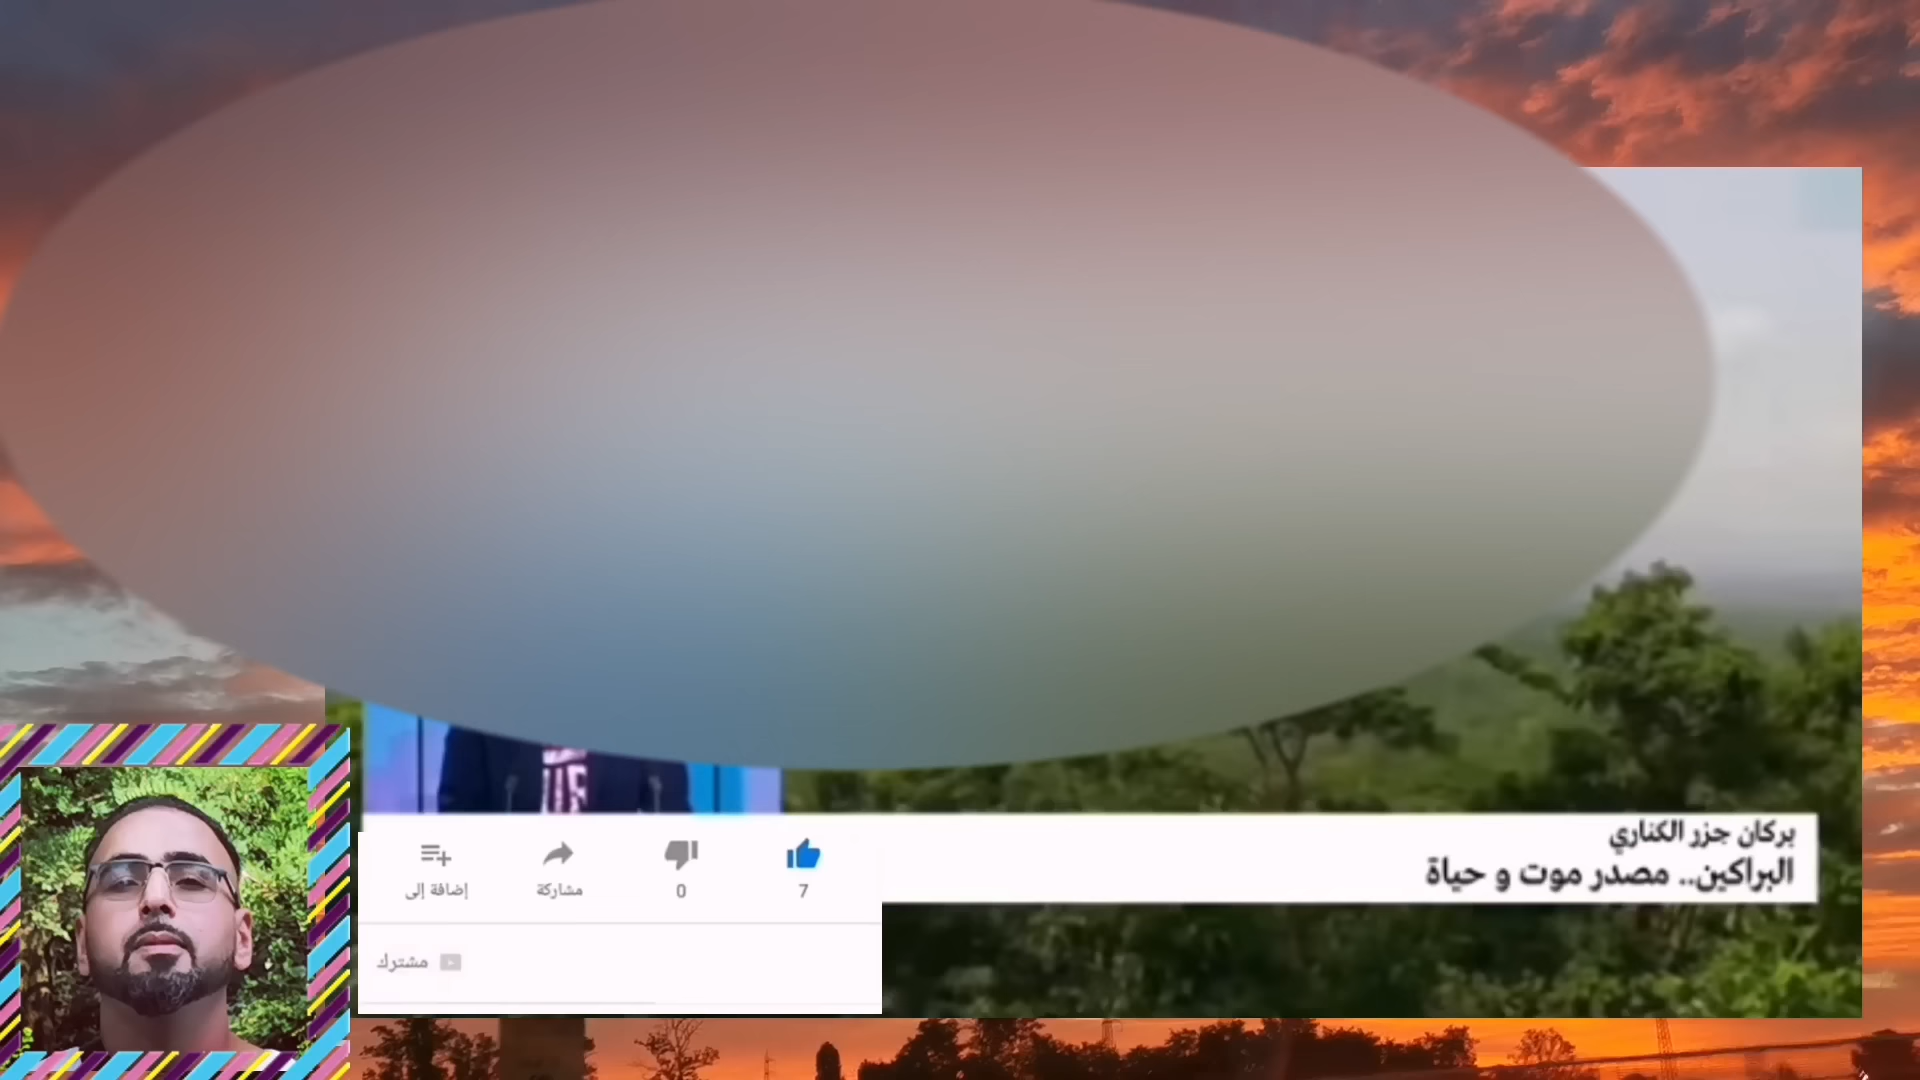 بركان جزر الكناري
البراكين.. مصدر موت و حياة
7
0
مشاركة
إضافة إلى
مشترك